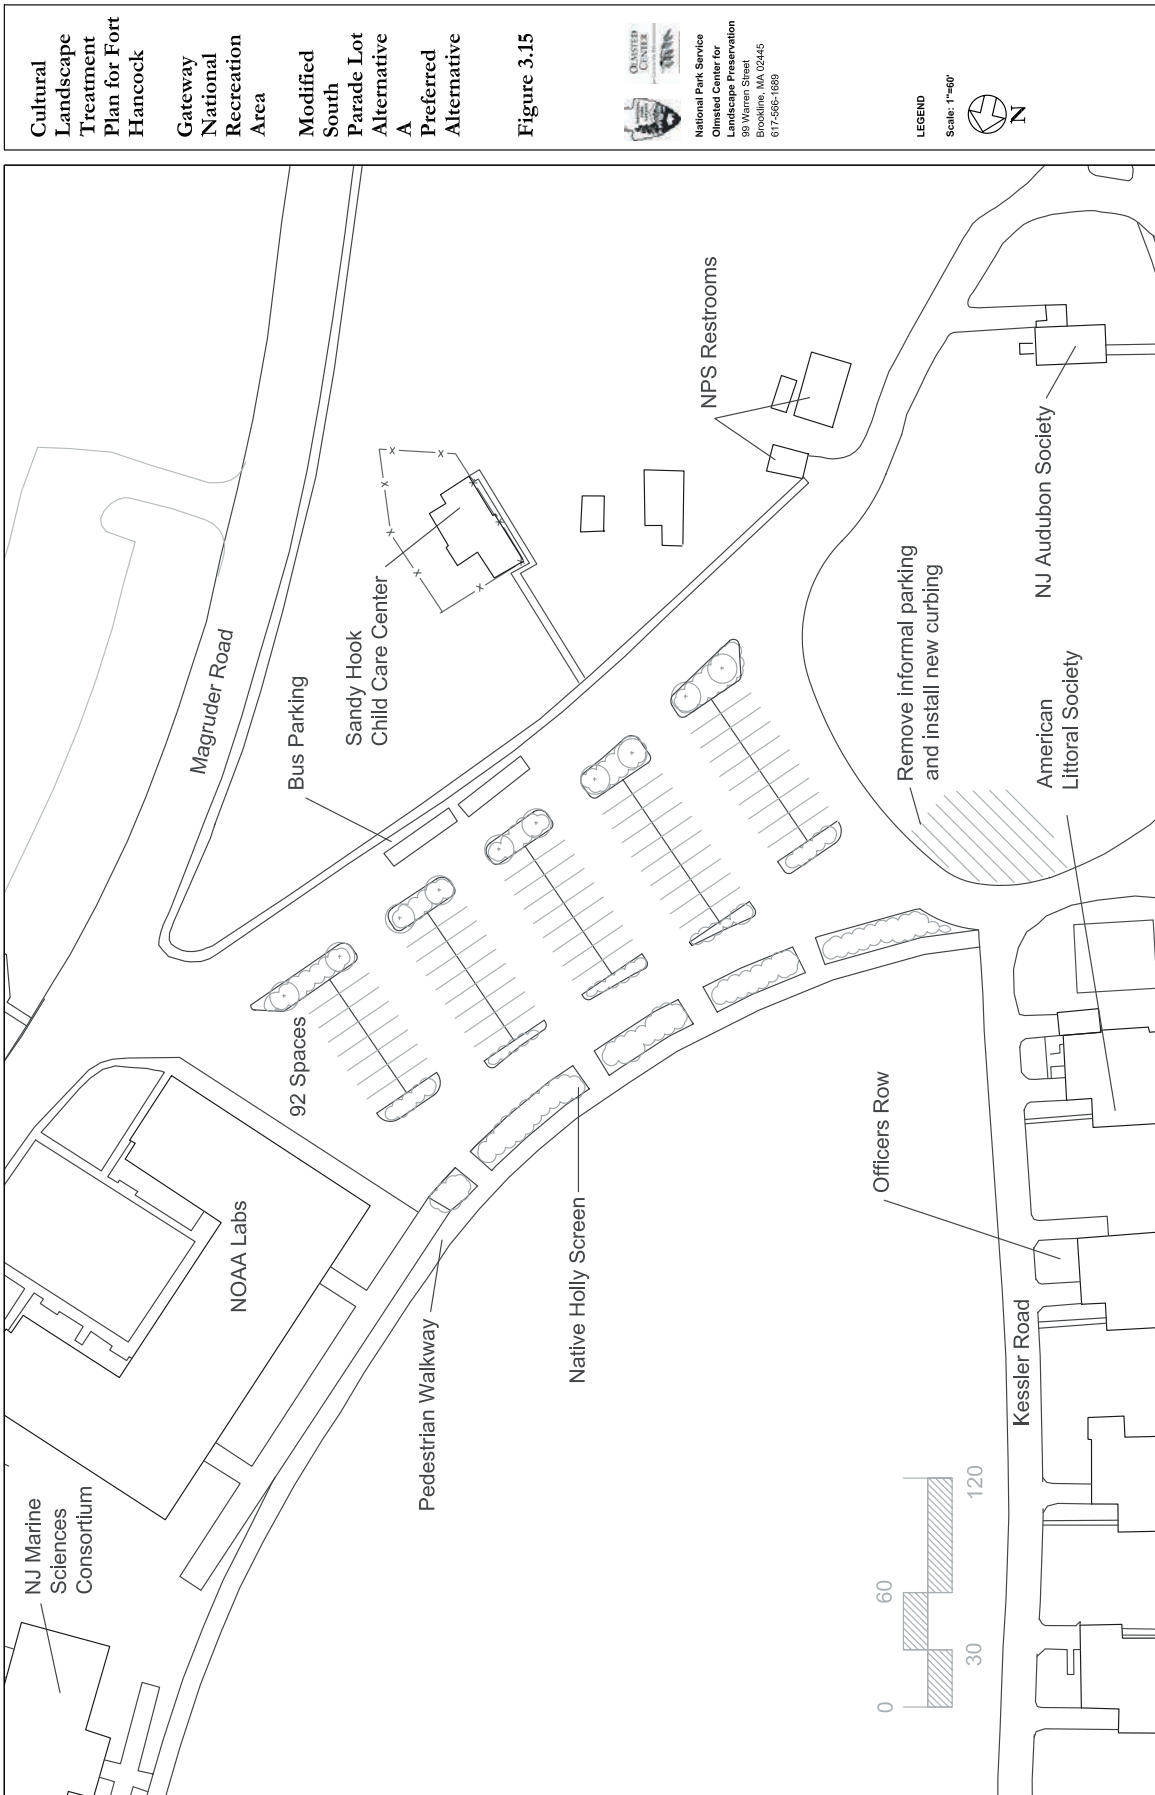 Cultural
Landscape
Treatment
Plan for Fort
Hancock
Gateway
National
Recreation
Area
Modified
South
Parade Lot
Alternative
A
Preferred
Alternative
Figure 3.15
OLMSTED
CENTER
National Park Service
Olmsted Center for
Landscape Preservation
99 Warren Street
Brookline, MA 02445
617-566-1689
LEGEND
Scale: 1"=60'
N
Magruder Road
Bus Parking
Sandy Hook
Child Care Center
NPS Restrooms
NJ Audubon Society
Remove informal parking
and install new curbing
American
Littoral Society
92 Spaces
Officers Row
NOAA Labs
Native Holly Screen
Pedestrian Walkway
Kessler Road
NJ Marine
Sciences
Consortium
0
30
60
120